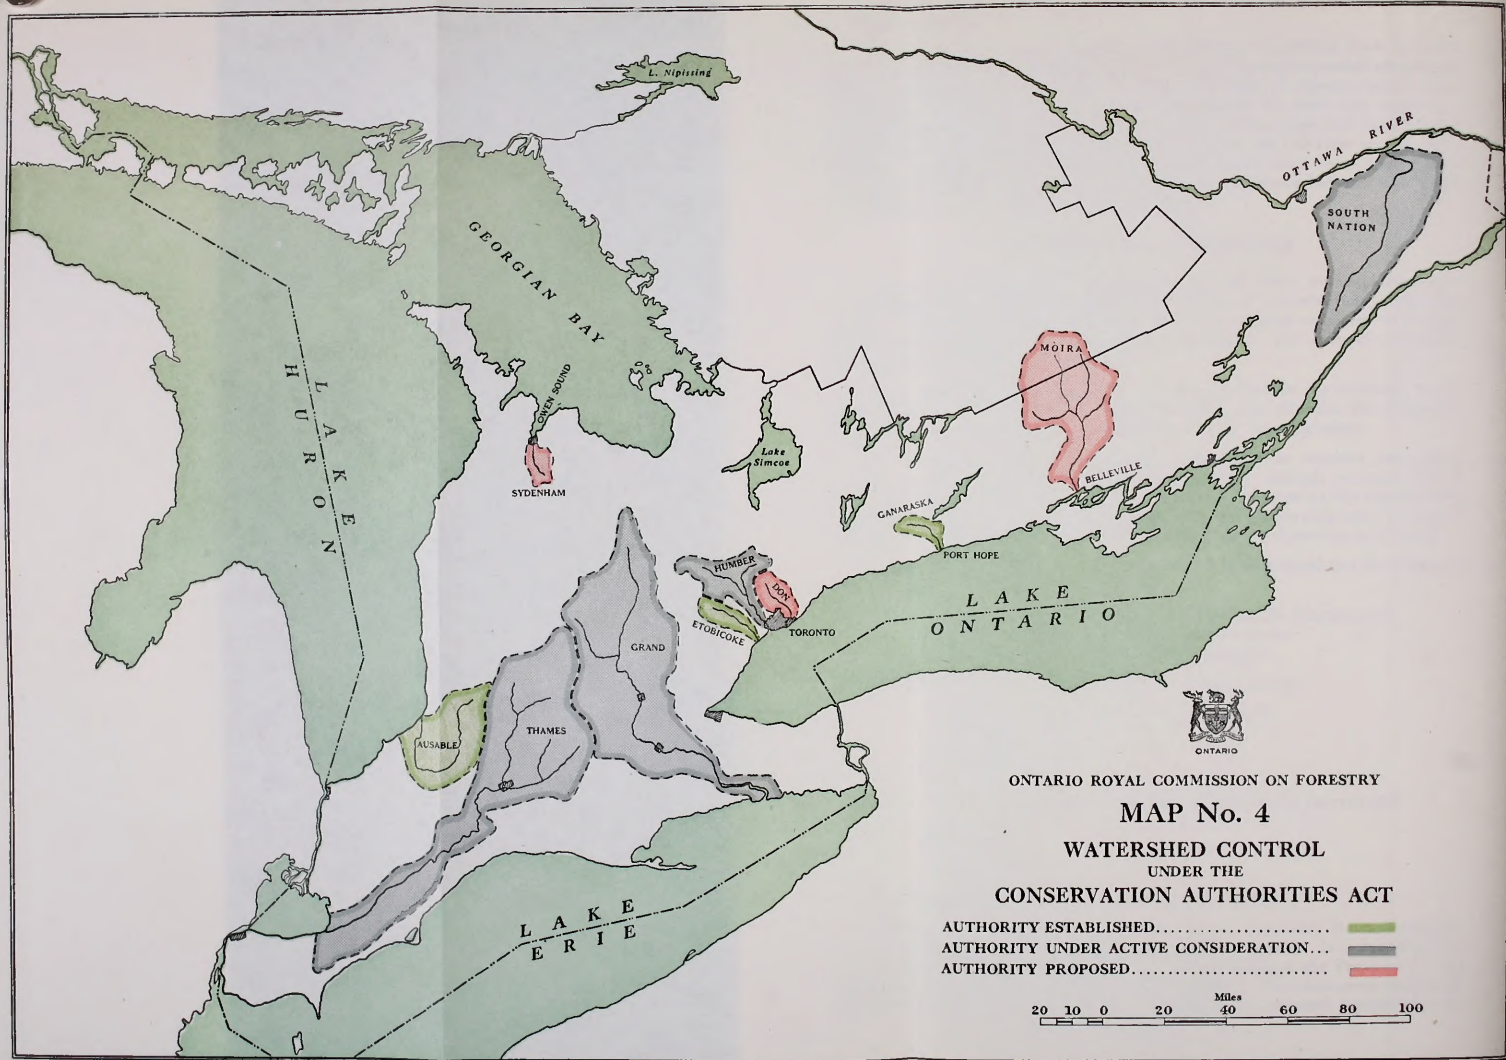 L. Nipissing
OTTAWA RIVER
SOUTH
NATION
GEORGIAN BAY
LAKE
HURON
OWEN SOUND
SYDENHAM
MOIRA
BELLEVILLE
Lake
Simcoe
GANARASKA
PORT HOPE
HUMBER
DON
ETOBICOKE
TORONTO
LAKE
ONTARIO
GRAND
THAMES
AUSABLE
LAKE
ERIE
ONTARIO
ONTARIO ROYAL COMMISSION ON FORESTRY
MAP No. 4
WATERSHED CONTROL
UNDER THE
CONSERVATION AUTHORITIES ACT
AUTHORITY ESTABLISHED........................
AUTHORITY UNDER ACTIVE CONSIDERATION...
AUTHORITY PROPOSED...........................
Miles
20 10 0 20 40 60 80 100